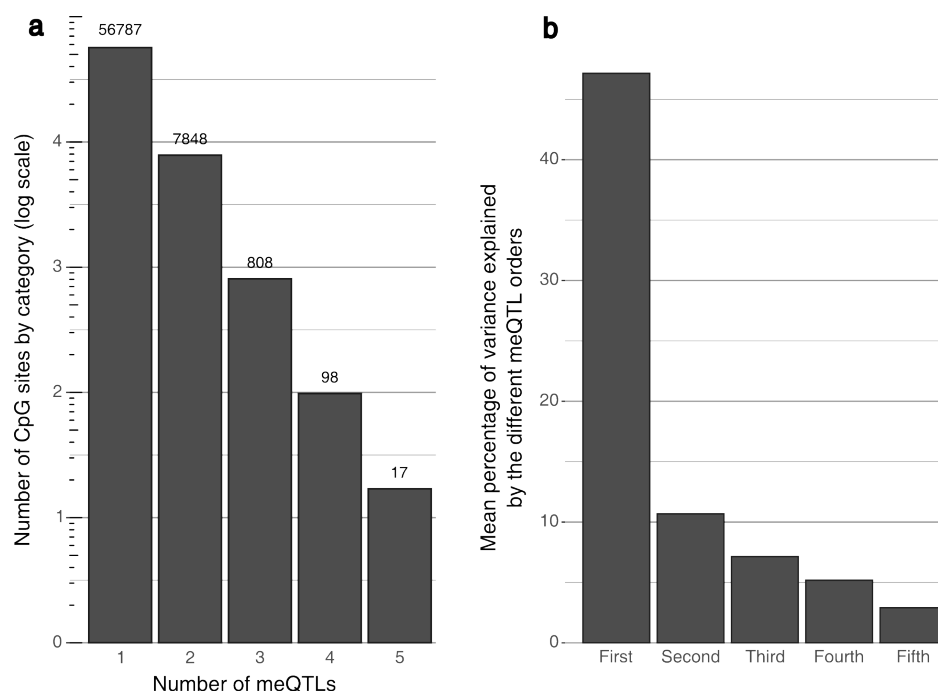 a
Number of CpG sites by category (log scale)
4
3
2
1
0
56787
7848
808
98
17
1 2 3 4 5
Number of meQTLs
b
Mean percentage of variance explained
by the different meQTL orders
40
30
20
10
0
First Second Third Fourth Fifth